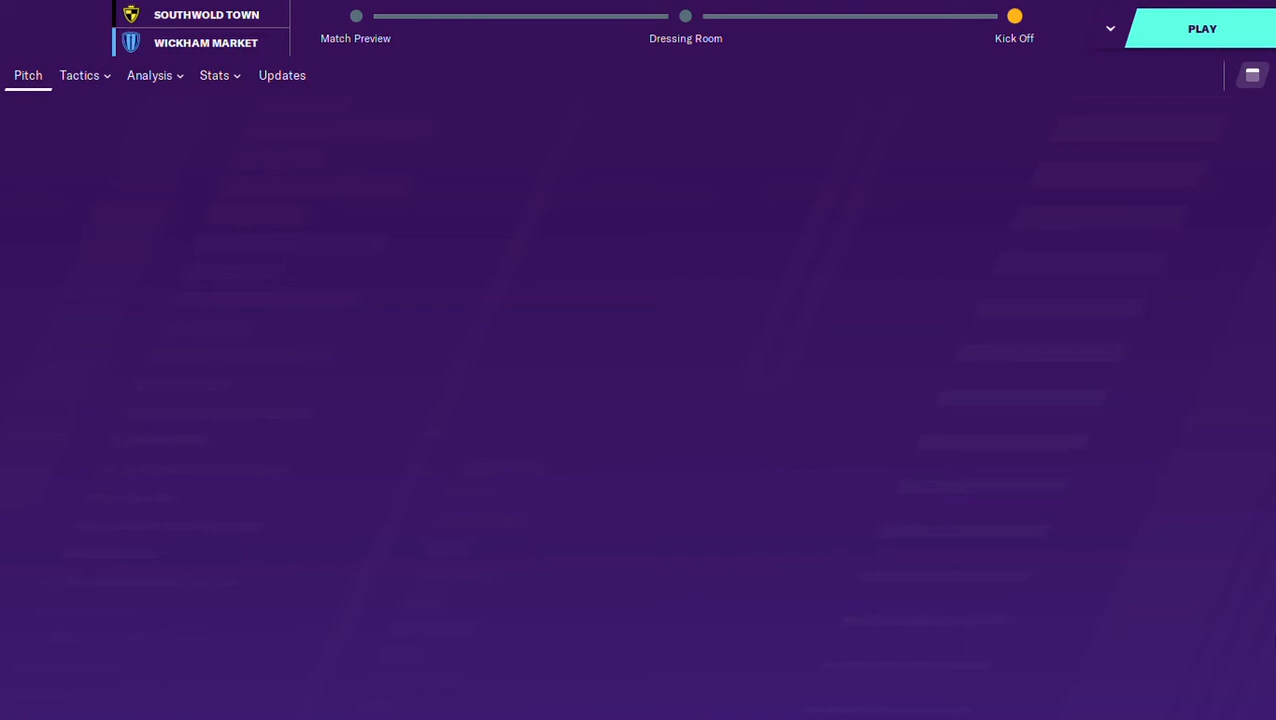 SOUTHWOLD TOWN
WICKHAM MARKET
Match Preview
Dressing Room
Kick Off
PLAY
Pitch
Tactics
Analysis
Stats
Updates